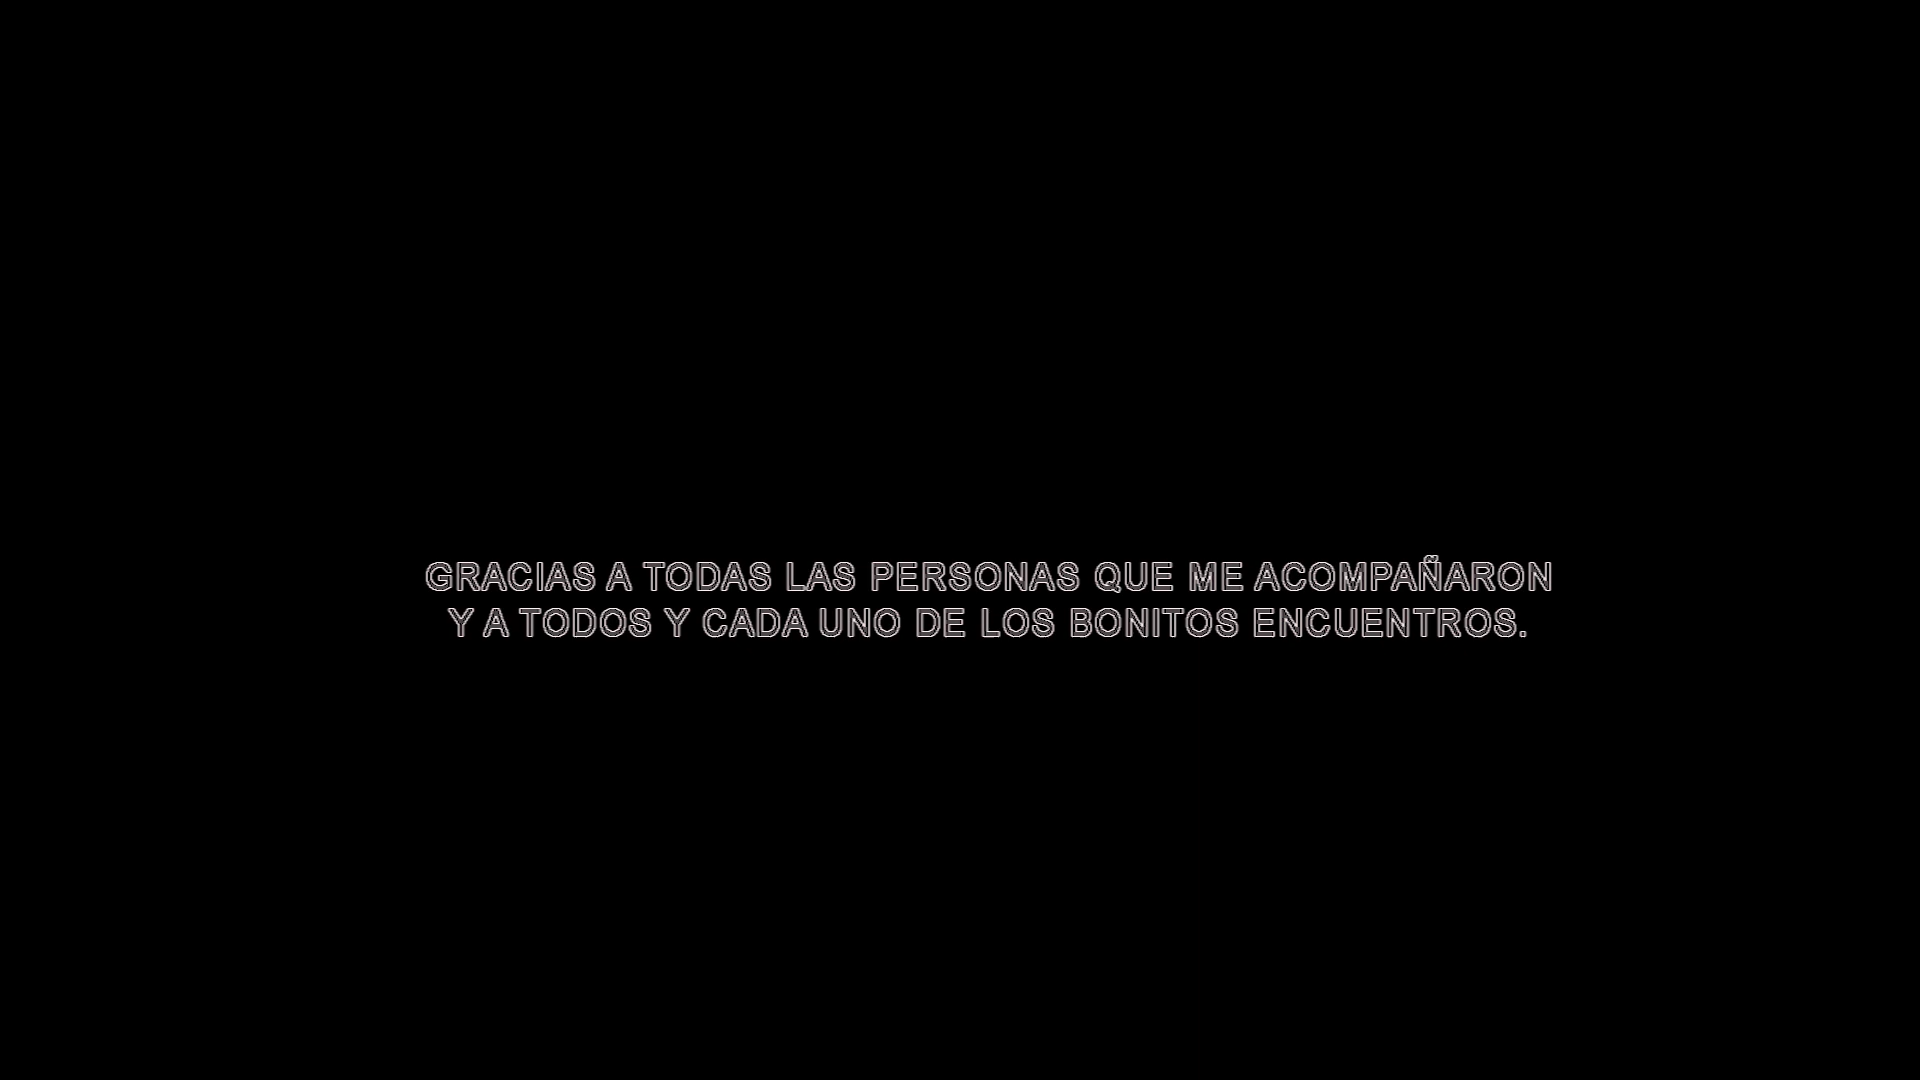 GRACIAS A TODAS LAS PERSONAS QUE ME ACOMPAÑARON
Y A TODOS Y CADA UNO DE LOS BONITOS ENCUENTROS.